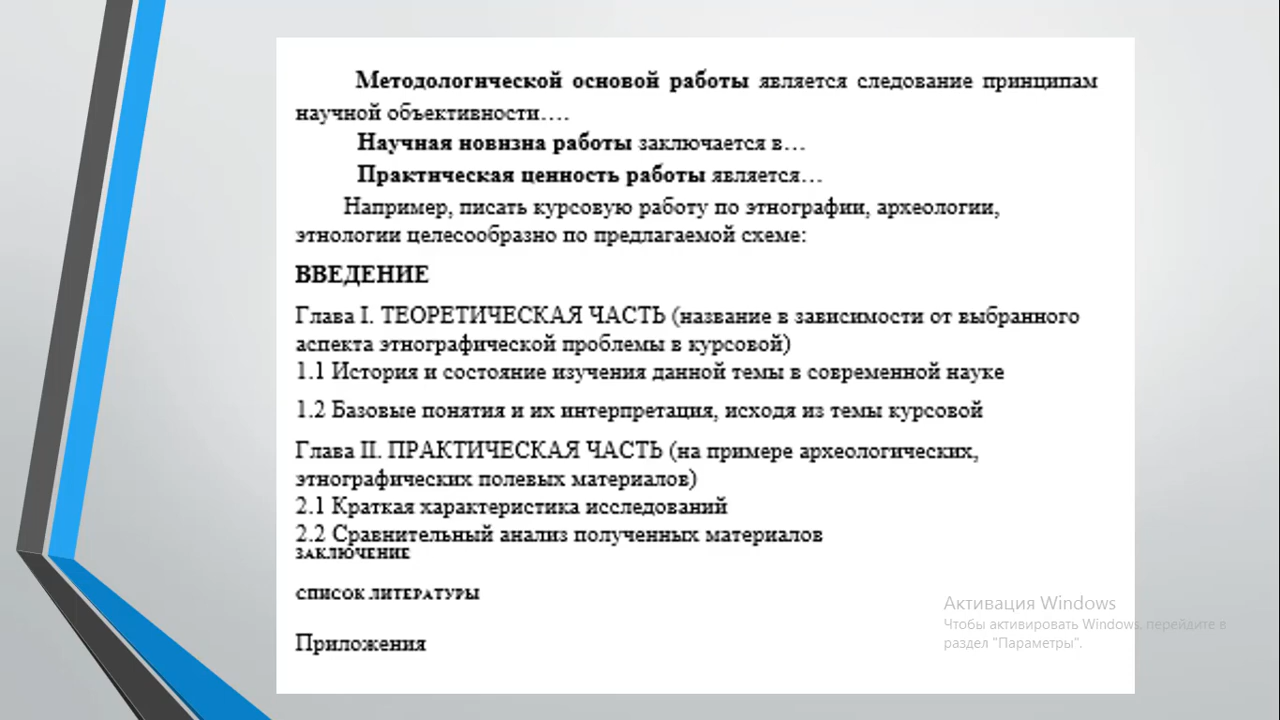 Методологической основой работы является следование принципам
научной объективности….
Научная новизна работы заключается в…
Практическая ценность работы является…
Например, писать курсовую работу по этнографии, археологии,
этнологии целесообразно по предлагаемой схеме:
ВВЕДЕНИЕ
Глава I. ТЕОРЕТИЧЕСКАЯ ЧАСТЬ (название в зависимости от выбранного
аспекта этнографической проблемы в курсовой)
1.1 История и состояние изучения данной темы в современной науке
1.2 Базовые понятия и их интерпретация, исходя из темы курсовой
Глава II. ПРАКТИЧЕСКАЯ ЧАСТЬ (на примере археологических,
этнографических полевых материалов)
2.1 Краткая характеристика исследований
2.2 Сравнительный анализ полученных материалов
ЗАКЛЮЧЕНИЕ
СПИСОК ЛИТЕРАТУРЫ
Приложения
Активация Windows
Чтобы активировать Windows, перейдите в
раздел "Параметры".